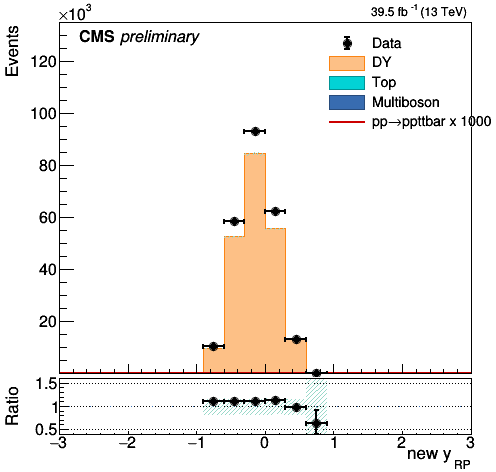 ×10³
39.5 fb⁻¹ (13 TeV)
Events
CMS preliminary
Data
DY
Top
Multiboson
pp→ppttbar x 1000
120
100
80
60
40
20
Ratio
1.5
1
0.5
−3 −2 −1 0 1 2 3
new y RP